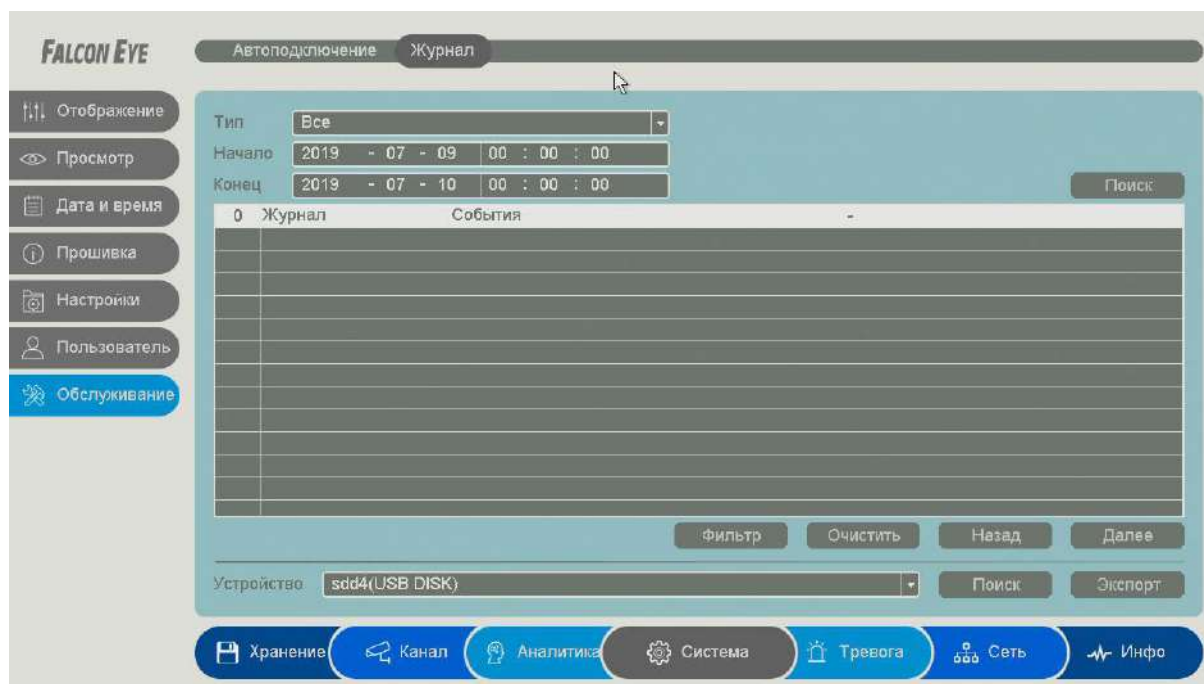 FALCON EYE
Автоподключение Журнал
Отображение
Просмотр
Дата и время
Прошивка
Настройки
Пользователь
Обслуживание
Тип Все
Начало 2019 - 07 - 09 00 : 00 : 00
Конец 2019 - 07 - 10 00 : 00 : 00
Поиск
0 Журнал События -
Фильтр Очистить Назад Далее
Устройство sdd4(USB DISK) Поиск Экспорт
Хранение Канал Аналитика Система Тревога Сеть Инфо